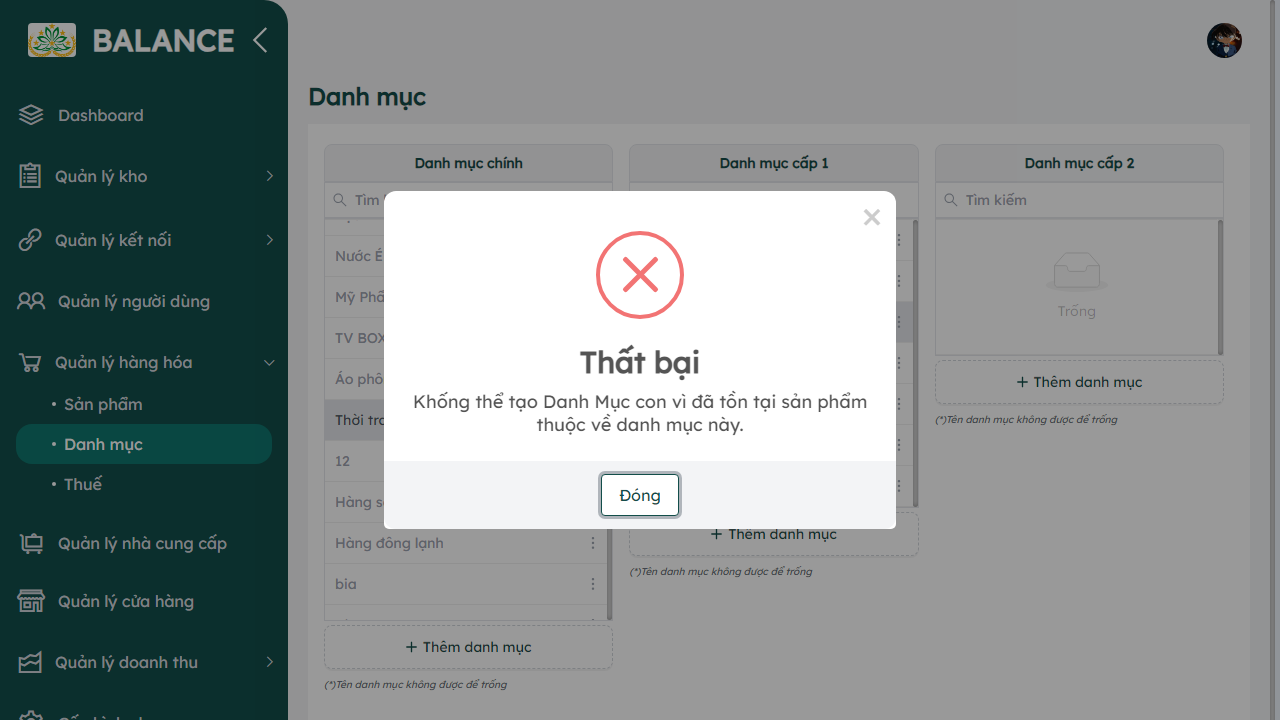 BALANCE
Dashboard
Quản lý kho
Quản lý kết nối
Quản lý người dùng
Quản lý hàng hóa
• Sản phẩm
• Danh mục
• Thuế
Quản lý nhà cung cấp
Quản lý cửa hàng
Quản lý doanh thu
Danh mục
Danh mục chính
Tìm
Nước É
Mỹ Phẩ
TV BOX
Áo phô
Thời tra
12
Hàng
Hàng đông lạnh
bia
+ Thêm danh mục
(*)Tên danh mục không được để trống
Danh mục cấp 1
+ Thêm danh mục
(*)Tên danh mục không được để trống
Danh mục cấp 2
Tìm kiếm
Trống
+ Thêm danh mục
(*)Tên danh mục không được để trống
×
Thất bại
Khống thể tạo Danh Mục con vì đã tồn tại sản phẩm
thuộc về danh mục này.
Đóng